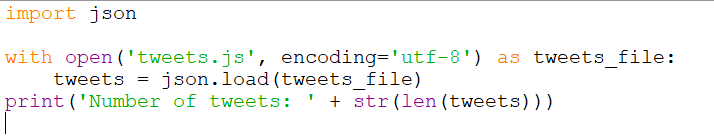 import json

with open('tweets.js', encoding='utf-8') as tweets_file:
    tweets = json.load(tweets_file)
print('Number of tweets: ' + str(len(tweets)))